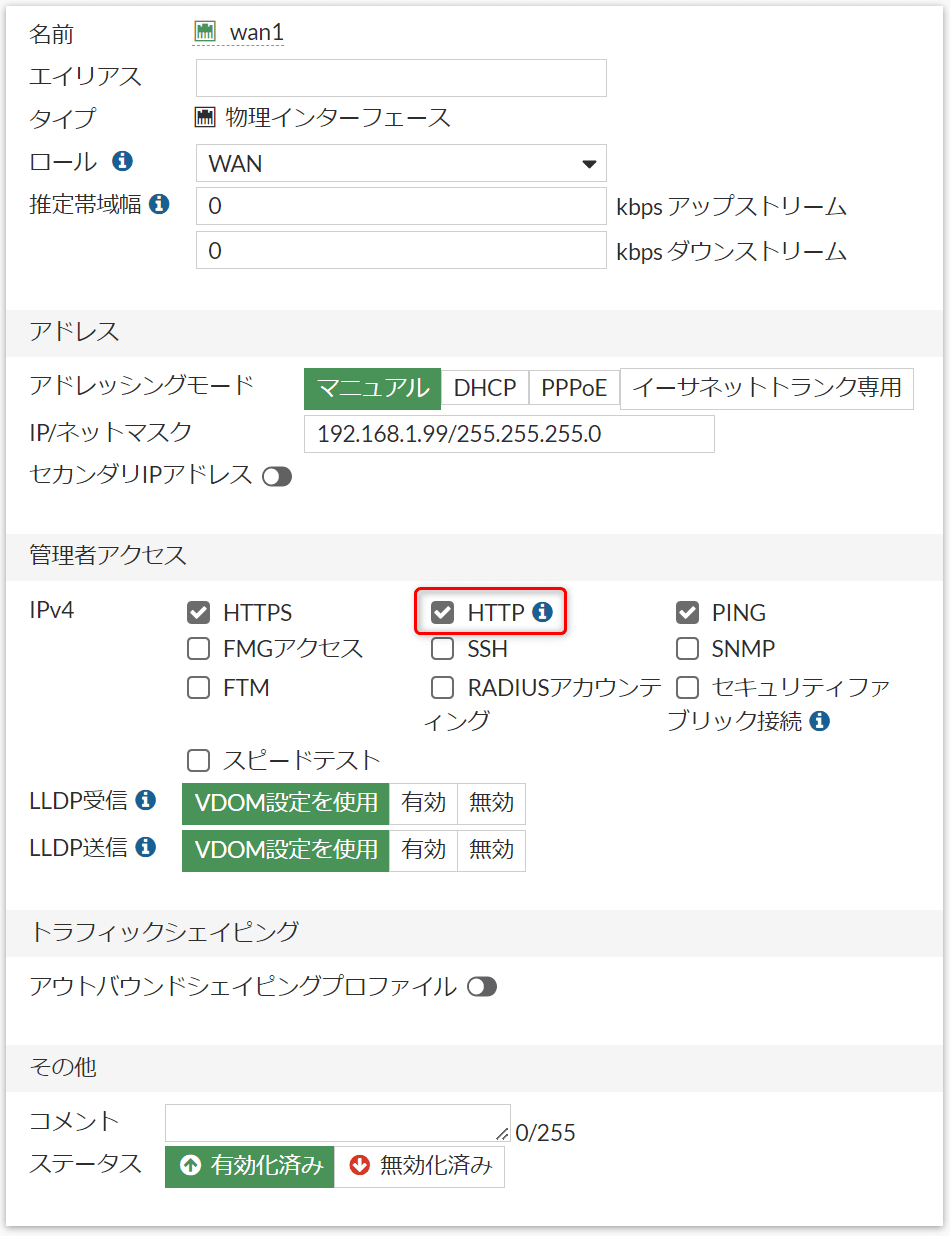 名前 wan1
エイリアス
タイプ 物理インターフェース
ロール WAN
推定帯域幅 0 kbps アップストリーム
0 kbps ダウンストリーム
アドレス
アドレッシングモード マニュアル DHCP PPPoE イーサネットトランク専用
IP/ネットマスク 192.168.1.99/255.255.255.0
セカンダリIPアドレス
管理者アクセス
IPv4 HTTPS HTTP PING
FMGアクセス SSH SNMP
FTM RADIUSアカウンテ セキュリティファ
ィング ブリック接続
スピードテスト
LLDP受信 VDOM設定を使用 有効 無効
LLDP送信 VDOM設定を使用 有効 無効
トラフィックシェイピング
アウトバウンドシェイピングプロファイル
その他
コメント 0/255
ステータス 有効化済み 無効化済み